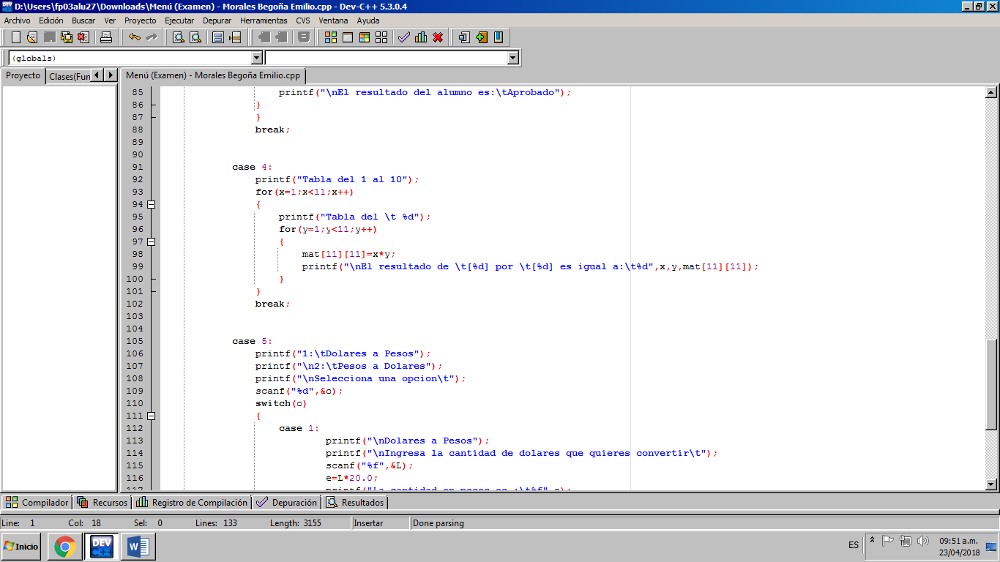 D:\Users\fp03alu27\Downloads\Menú (Examen) - Morales Begoña Emilio.cpp - Dev-C++ 5.3.0.4
Archivo Edición Buscar Ver Proyecto Ejecutar Depurar Herramientas CVS Ventana Ayuda
(globals)
Proyecto Clases(Fun Menú (Examen) - Morales Begoña Emilio.cpp
85 printf("\nEl resultado del alumno es:\tAprobado");
86 }
87 }
88 break;
89
90
91 case 4:
92 printf("Tabla del 1 al 10");
93 for(x=1;x<11;x++)
94 {
95 printf("Tabla del \t %d");
96 for(y=1;y<11;y++)
97 {
98 mat[11][11]=x*y;
99 printf("\nEl resultado de \t[%d] por \t[%d] es igual a:\t%d",x,y,mat[11][11]);
100 }
101 }
102 break;
103
104
105 case 5:
106 printf("1:\tDolares a Pesos");
107 printf("\n2:\tPesos a Dolares");
108 printf("\nSelecciona una opcion\t");
109 scanf("%d",&o);
110 switch(o)
111 {
112 case 1:
113 printf("\nDolares a Pesos");
114 printf("\nIngresa la cantidad de dolares que quieres convertir\t");
115 scanf("%f",&L);
116 e=L*20.0;
117 printf("La cantidad en pesos es :\t%f",e);
Compilador Recursos Registro de Compilación Depuración Resultados
Line: 1 Col: 18 Sel: 0 Lines: 133 Length: 3155 Insertar Done parsing
Inicio DEV C++ W ES 09:51 a.m.
23/04/2018